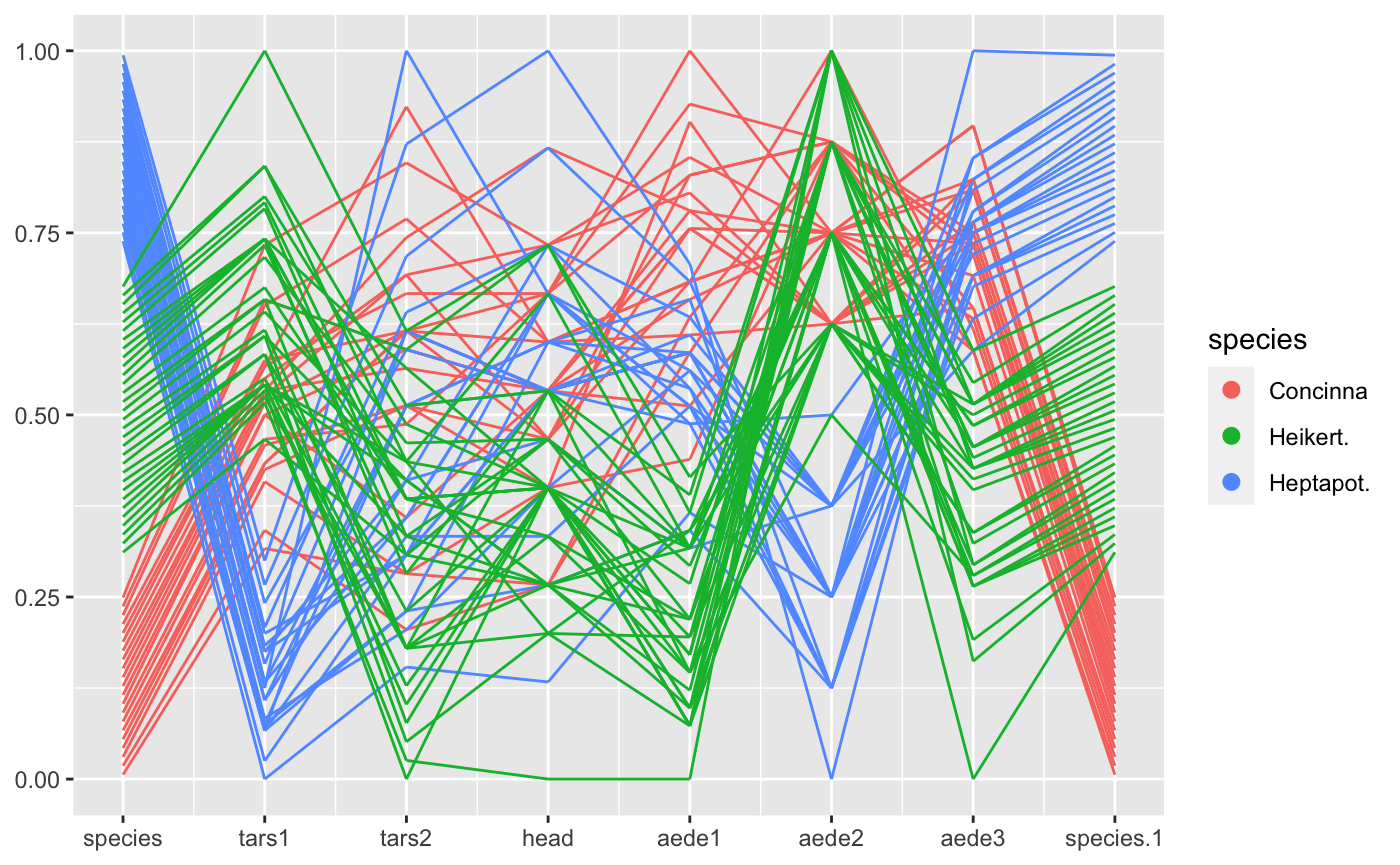 1.00
0.75
0.50
0.25
0.00
species tars1 tars2 head aede1 aede2 aede3 species.1
species
Concinna
Heikert.
Heptapot.